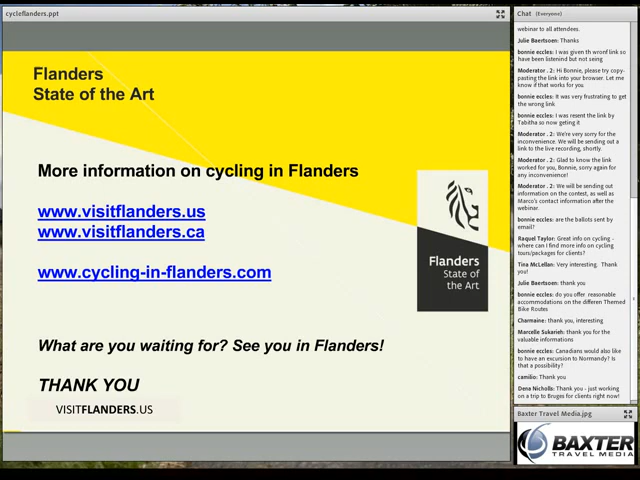 cycleflanders.ppt
Flanders
State of the Art
More information on cycling in Flanders
www.visitflanders.us
www.visitflanders.ca
www.cycling-in-flanders.com
Flanders
State of
the Art
What are you waiting for? See you in Flanders!
THANK YOU
VISITFLANDERS.US
Chat (Everyone)
webinar to all attendees.
Julie Baertsoen: Thanks
bonnie eccles: I was given th wronf link so
have been listenind but not seeing
Moderator . 2: Hi Bonnie, please try copy-
pasting the link into your browser. Let me
know if that works for you.
bonnie eccles: It was very frustrating to get
the wrong link
bonnie eccles: I was resent the link by
Tabitha so now geting it
Moderator . 2: We're very sorry for the
inconvenience. We will be sending out a
link to the live recording, shortly.
Moderator . 2: Glad to know the link
worked for you, Bonnie, sorry again for
any inconvenience!
Moderator . 2: We will be sending out
information on the contest, as well as
Marco's contact information after the
webinar.
bonnie eccles: are the ballots sent by
email?
Raquel Taylor: Great info on cycling -
where can I find more info on cycling
tours/packages for clients?
Tina McLellan: Very interesting. Thank
you!
Julie Baertsoen: thank you
bonnie eccles: do you offer reasonable
accommodations on the different Themed
Bike Routes
Charmaine: thank you, interesting
Marcelle Sukarieh: thank you for the
valuable informations
bonnie eccles: Canadians would also like
to have an excursion to Normandy? Is
that a possibility?
camilio: Thank you
Dena Nicholls: Thank you - just working
on a trip to Bruges for clients right now!
Baxter Travel Media.jpg
BAXTER
TRAVEL MEDIA